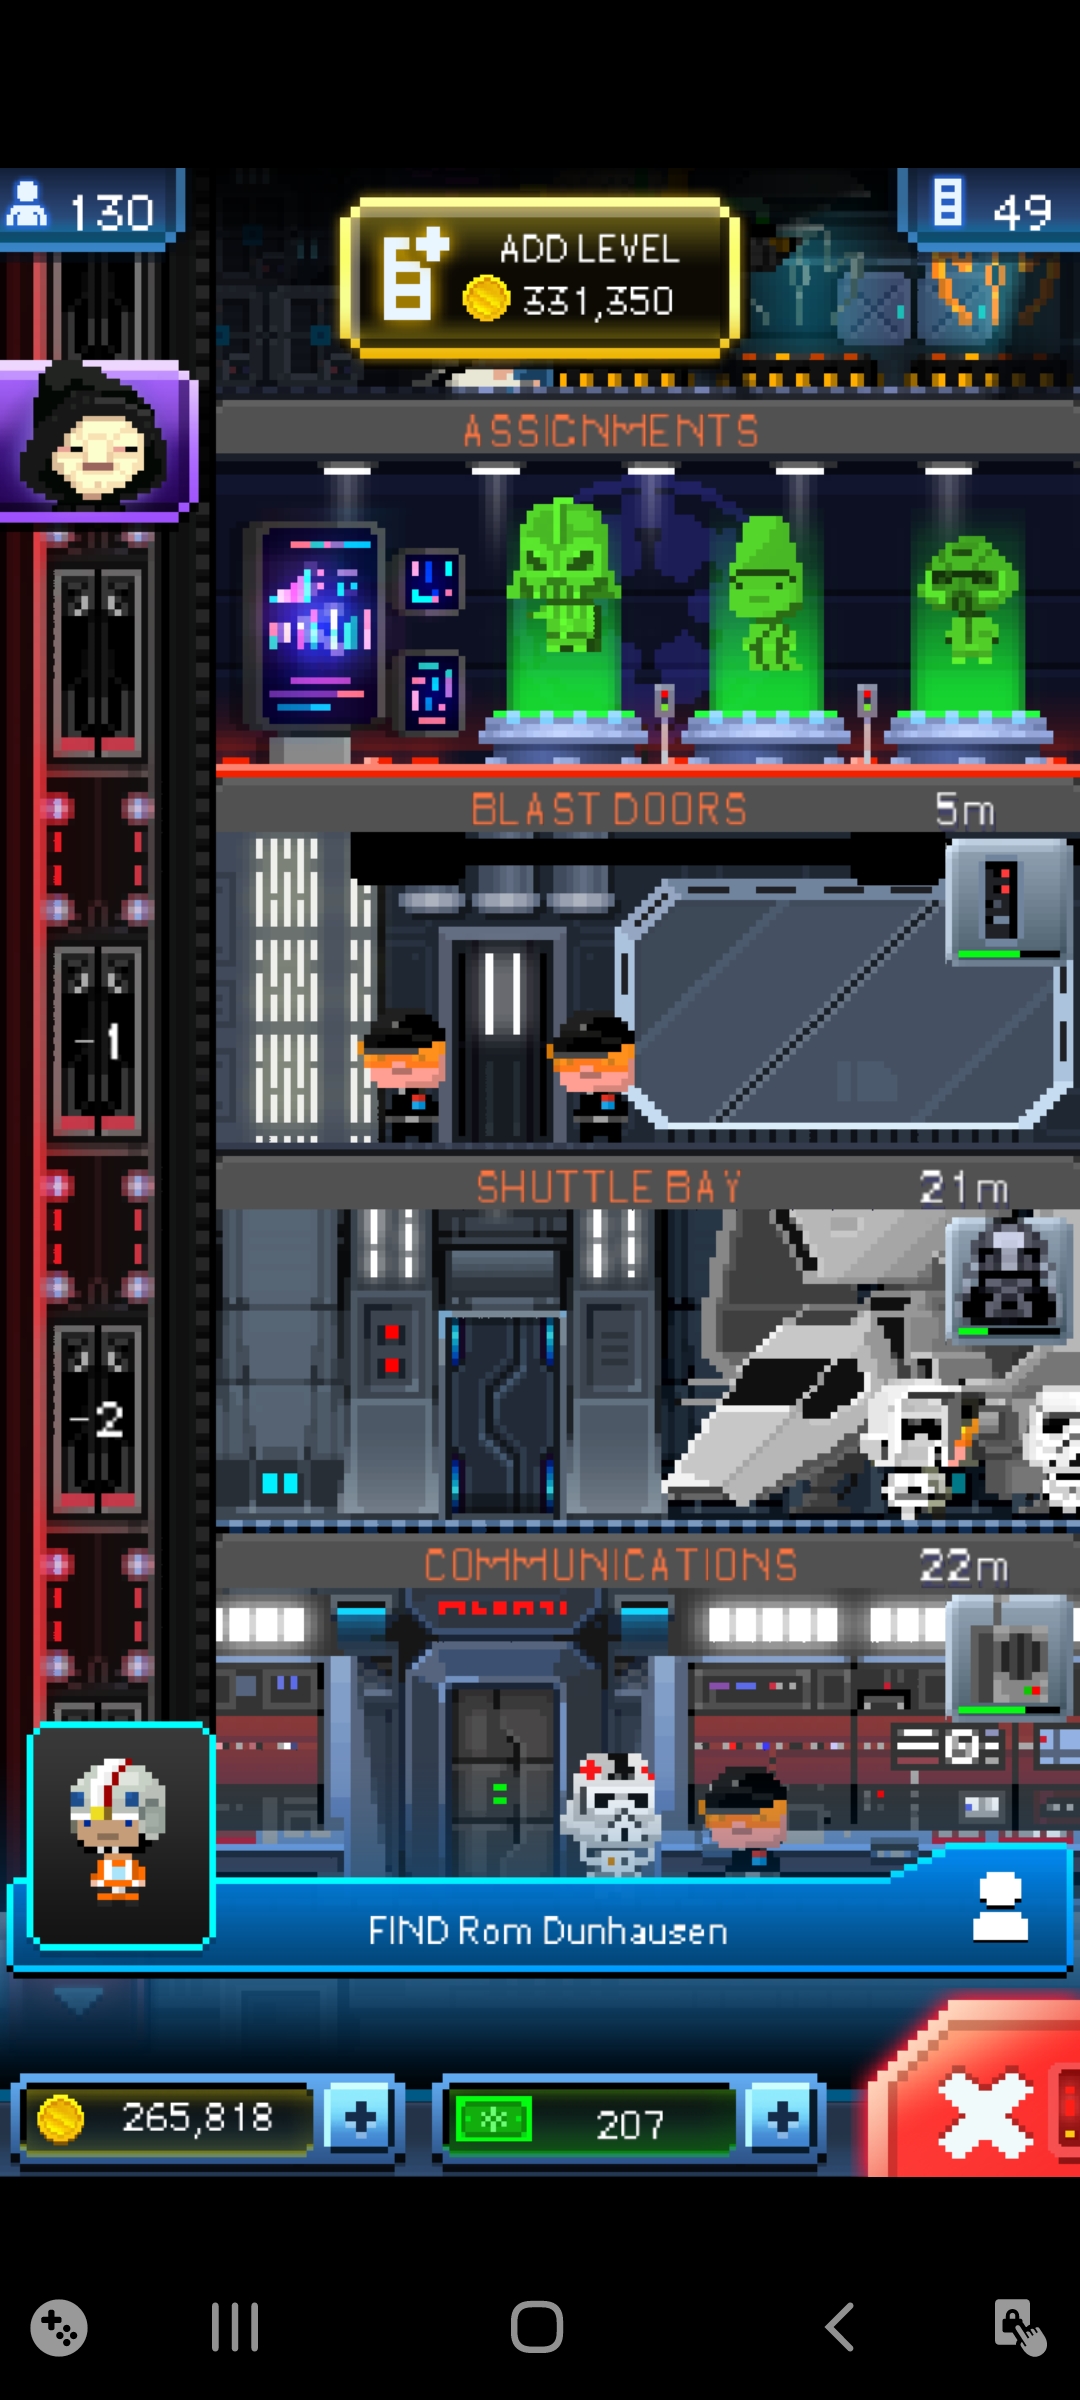 130
ADD LEVEL
331,350
49
ASSIGNMENTS
BLAST DOORS 5m
-1
SHUTTLE BAY 21m
-2
COMMUNICATIONS 22m
FIND Rom Dunhausen
265,818
207